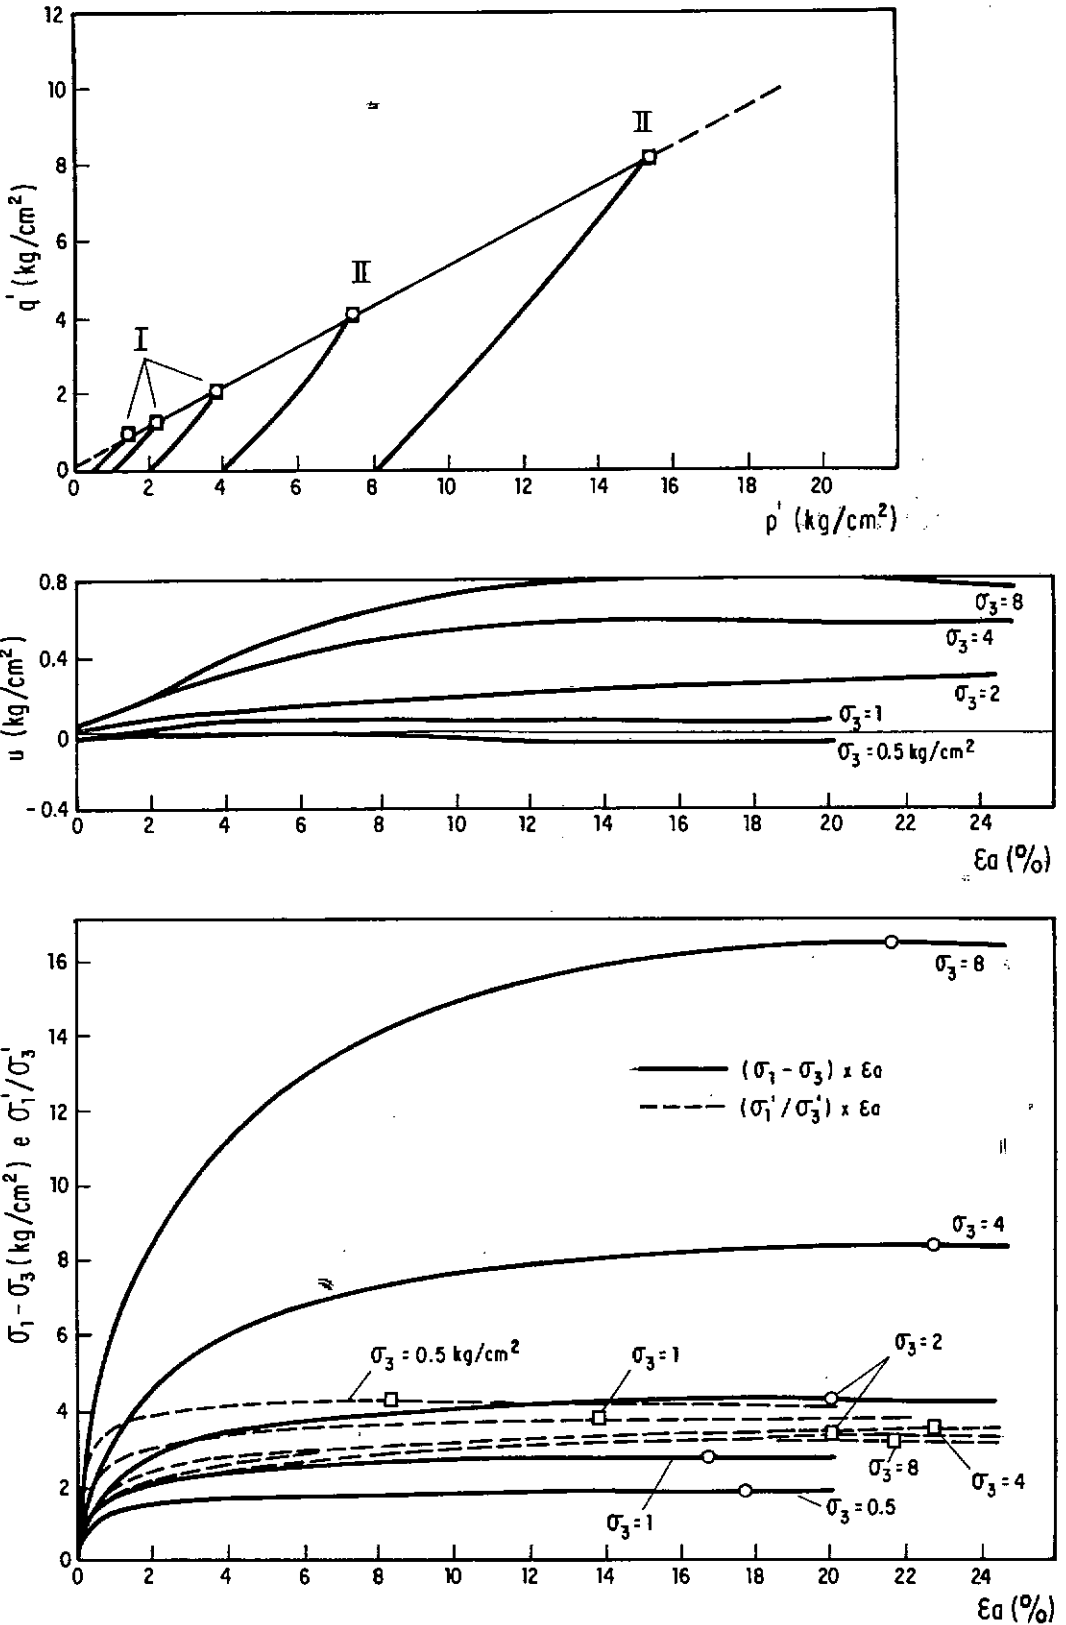 12
10
8
6
4
2
0
q' (kg/cm²)
I
II
II
0 2 4 6 8 10 12 14 16 18 20
p' (kg/cm²)
0.8
0.4
0
-0.4
u (kg/cm²)
σ₃=8
σ₃=4
σ₃=2
σ₃=1
σ₃=0.5 kg/cm²
0 2 4 6 8 10 12 14 16 18 20 22 24
εa (%)
16
14
12
10
8
6
4
2
0
σ₁-σ₃ (kg/cm²) e σ₁'/σ₃'
σ₃=8
(σ₁-σ₃) x εa
(σ₁'/σ₃') x εa
σ₃=4
σ₃=0.5 kg/cm²
σ₃=1
σ₃=2
σ₃=8
σ₃=4
σ₃=0.5
σ₃=1
0 2 4 6 8 10 12 14 16 18 20 22 24
εa (%)